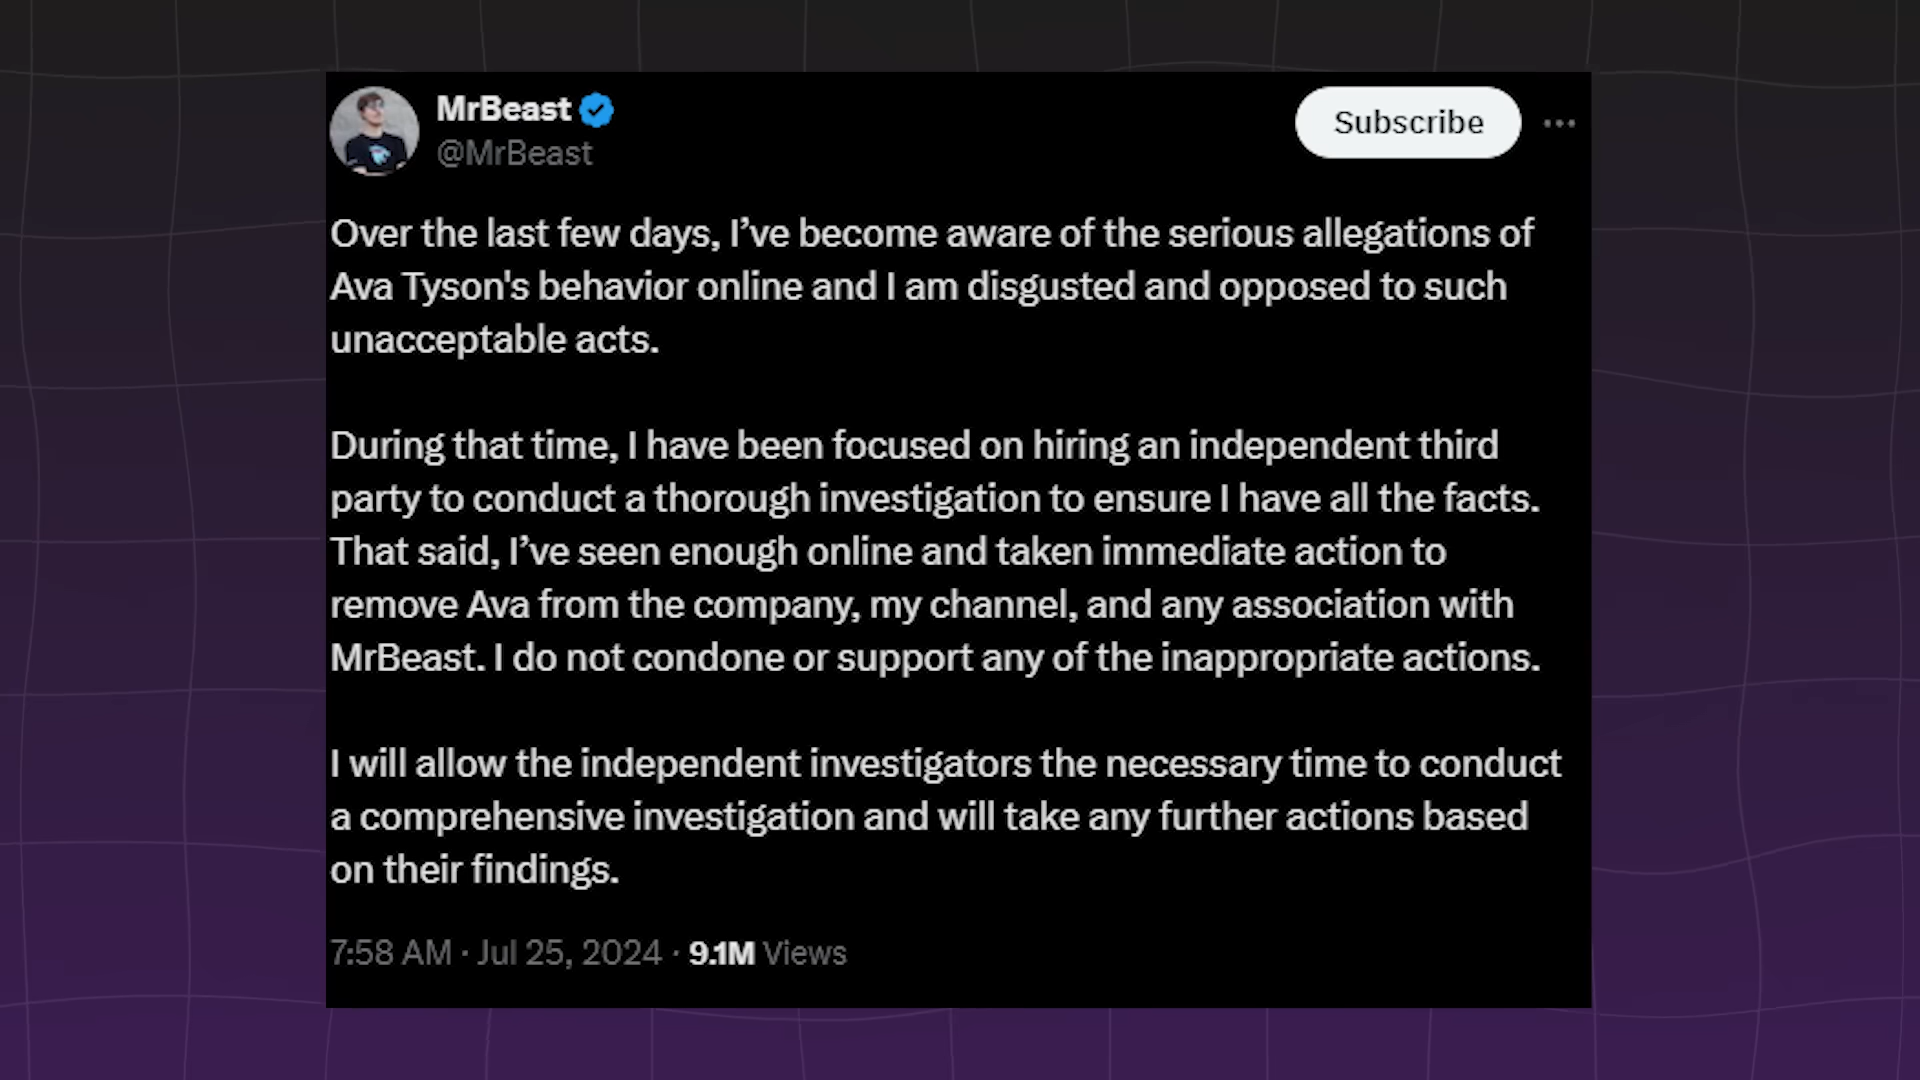 MrBeast
@MrBeast
Subscribe
Over the last few days, I’ve become aware of the serious allegations of
Ava Tyson's behavior online and I am disgusted and opposed to such
unacceptable acts.
During that time, I have been focused on hiring an independent third
party to conduct a thorough investigation to ensure I have all the facts.
That said, I’ve seen enough online and taken immediate action to
remove Ava from the company, my channel, and any association with
MrBeast. I do not condone or support any of the inappropriate actions.
I will allow the independent investigators the necessary time to conduct
a comprehensive investigation and will take any further actions based
on their findings.
7:58 AM · Jul 25, 2024 · 9.1M Views